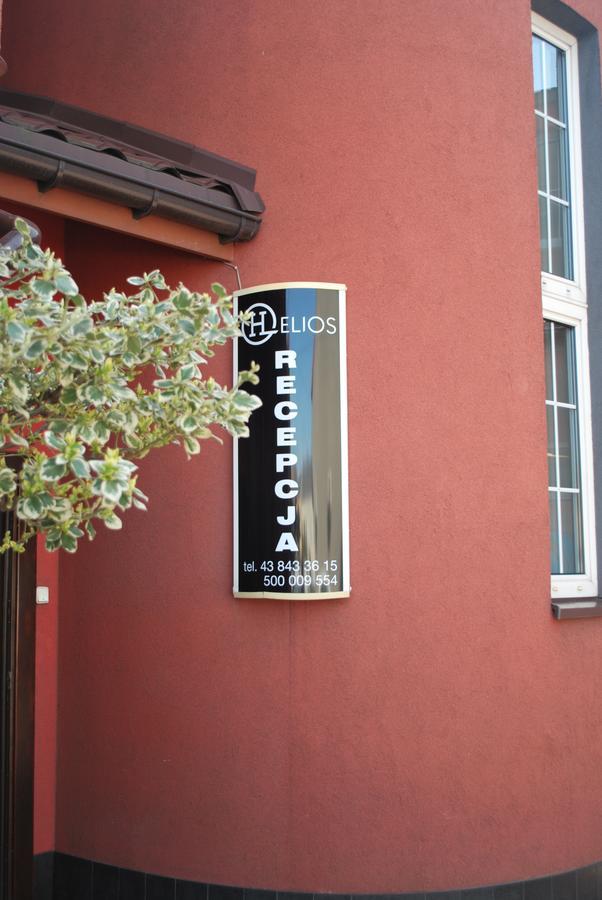 HELIOS
RECEPCJA
tel. 43 843 36 15
500 009 554